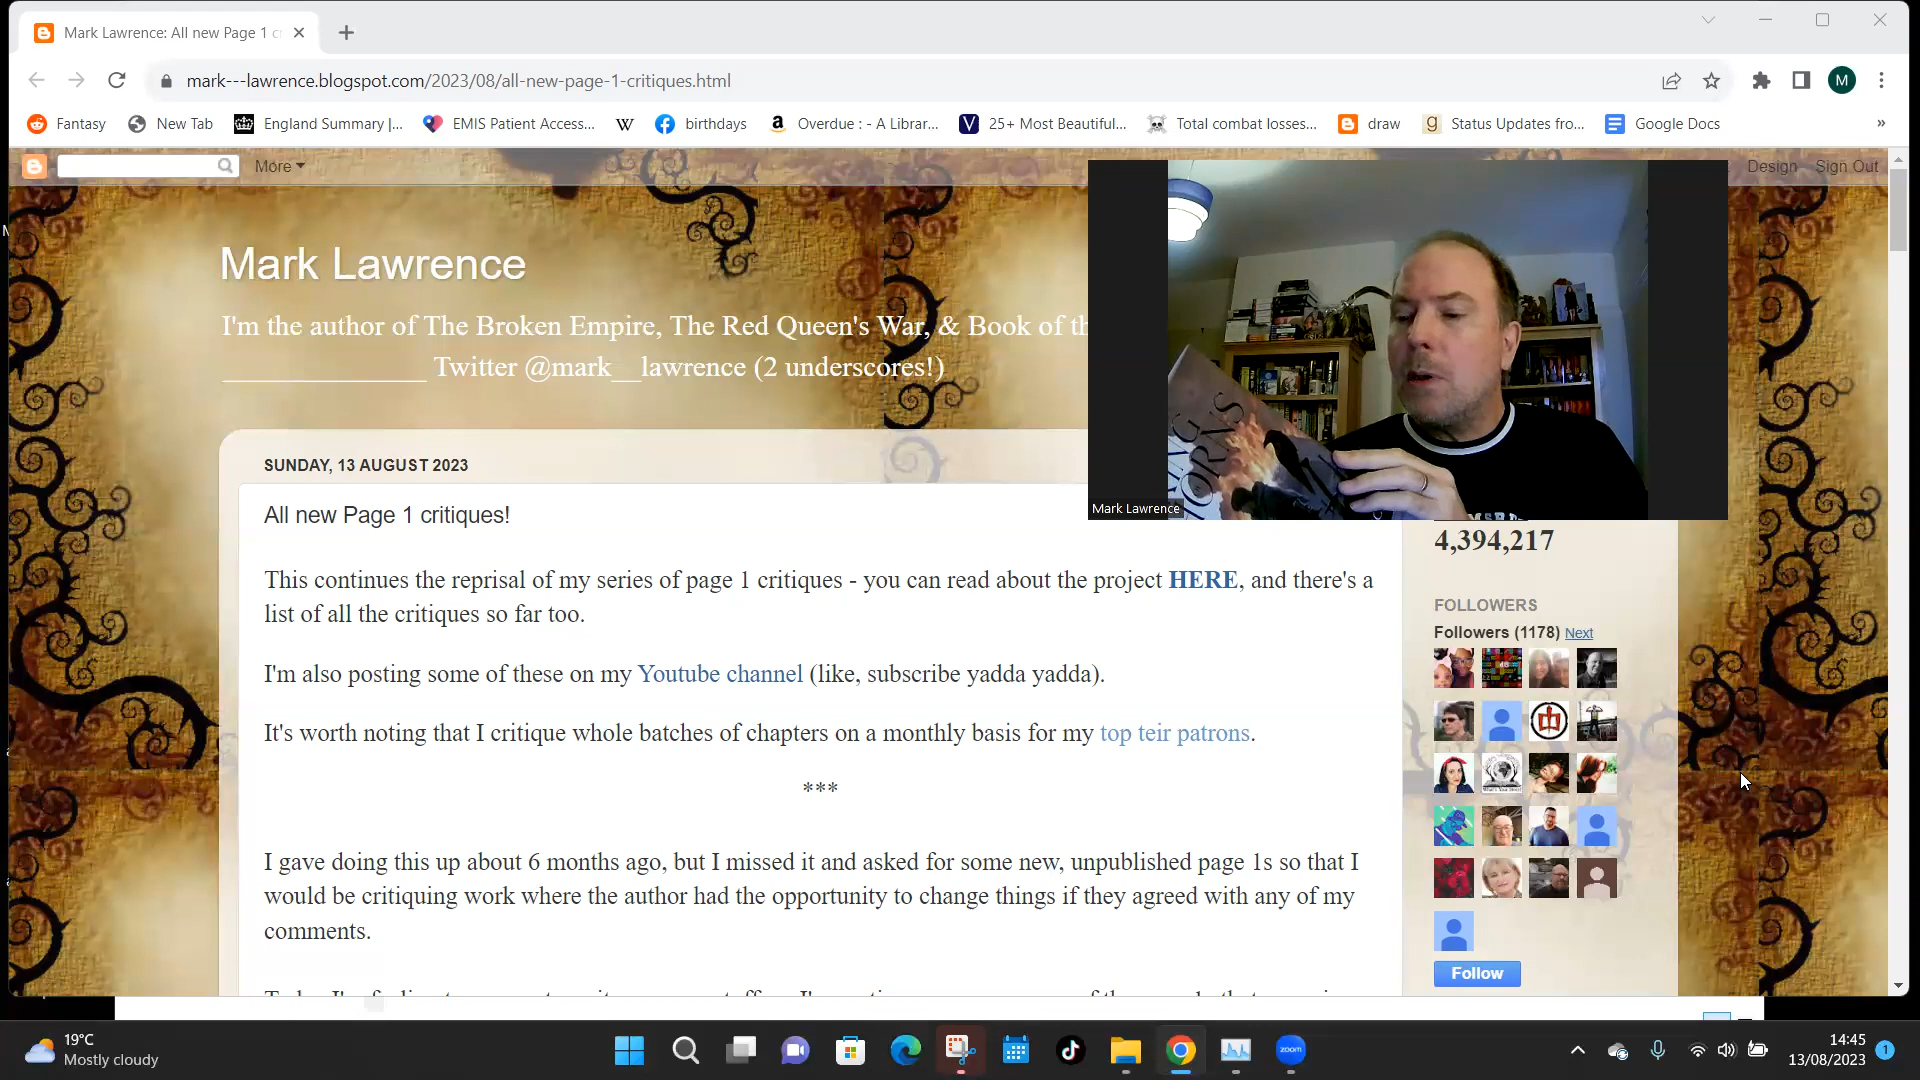 Mark Lawrence: All new Page 1 c
mark---lawrence.blogspot.com/2023/08/all-new-page-1-critiques.html
M
Fantasy
New Tab
England Summary |...
EMIS Patient Access...
W
birthdays
Overdue : - A Librar...
25+ Most Beautiful...
Total combat losses...
draw
Status Updates fro...
Google Docs
»
More
Design
Sign Out
Mark Lawrence
I'm the author of The Broken Empire, The Red Queen's War, & Book of th
_______________ Twitter @mark__lawrence (2 underscores!)
ORNS
Mark Lawrence
SUNDAY, 13 AUGUST 2023
All new Page 1 critiques!
This continues the reprisal of my series of page 1 critiques - you can read about the project HERE, and there's a
list of all the critiques so far too.
I'm also posting some of these on my Youtube channel (like, subscribe yadda yadda).
It's worth noting that I critique whole batches of chapters on a monthly basis for my top teir patrons.
***
I gave doing this up about 6 months ago, but I missed it and asked for some new, unpublished page 1s so that I
would be critiquing work where the author had the opportunity to change things if they agreed with any of my
comments.
4,394,217
FOLLOWERS
Followers (1178) Next
Follow
19°C
Mostly cloudy
zoom
14:45
13/08/2023
1